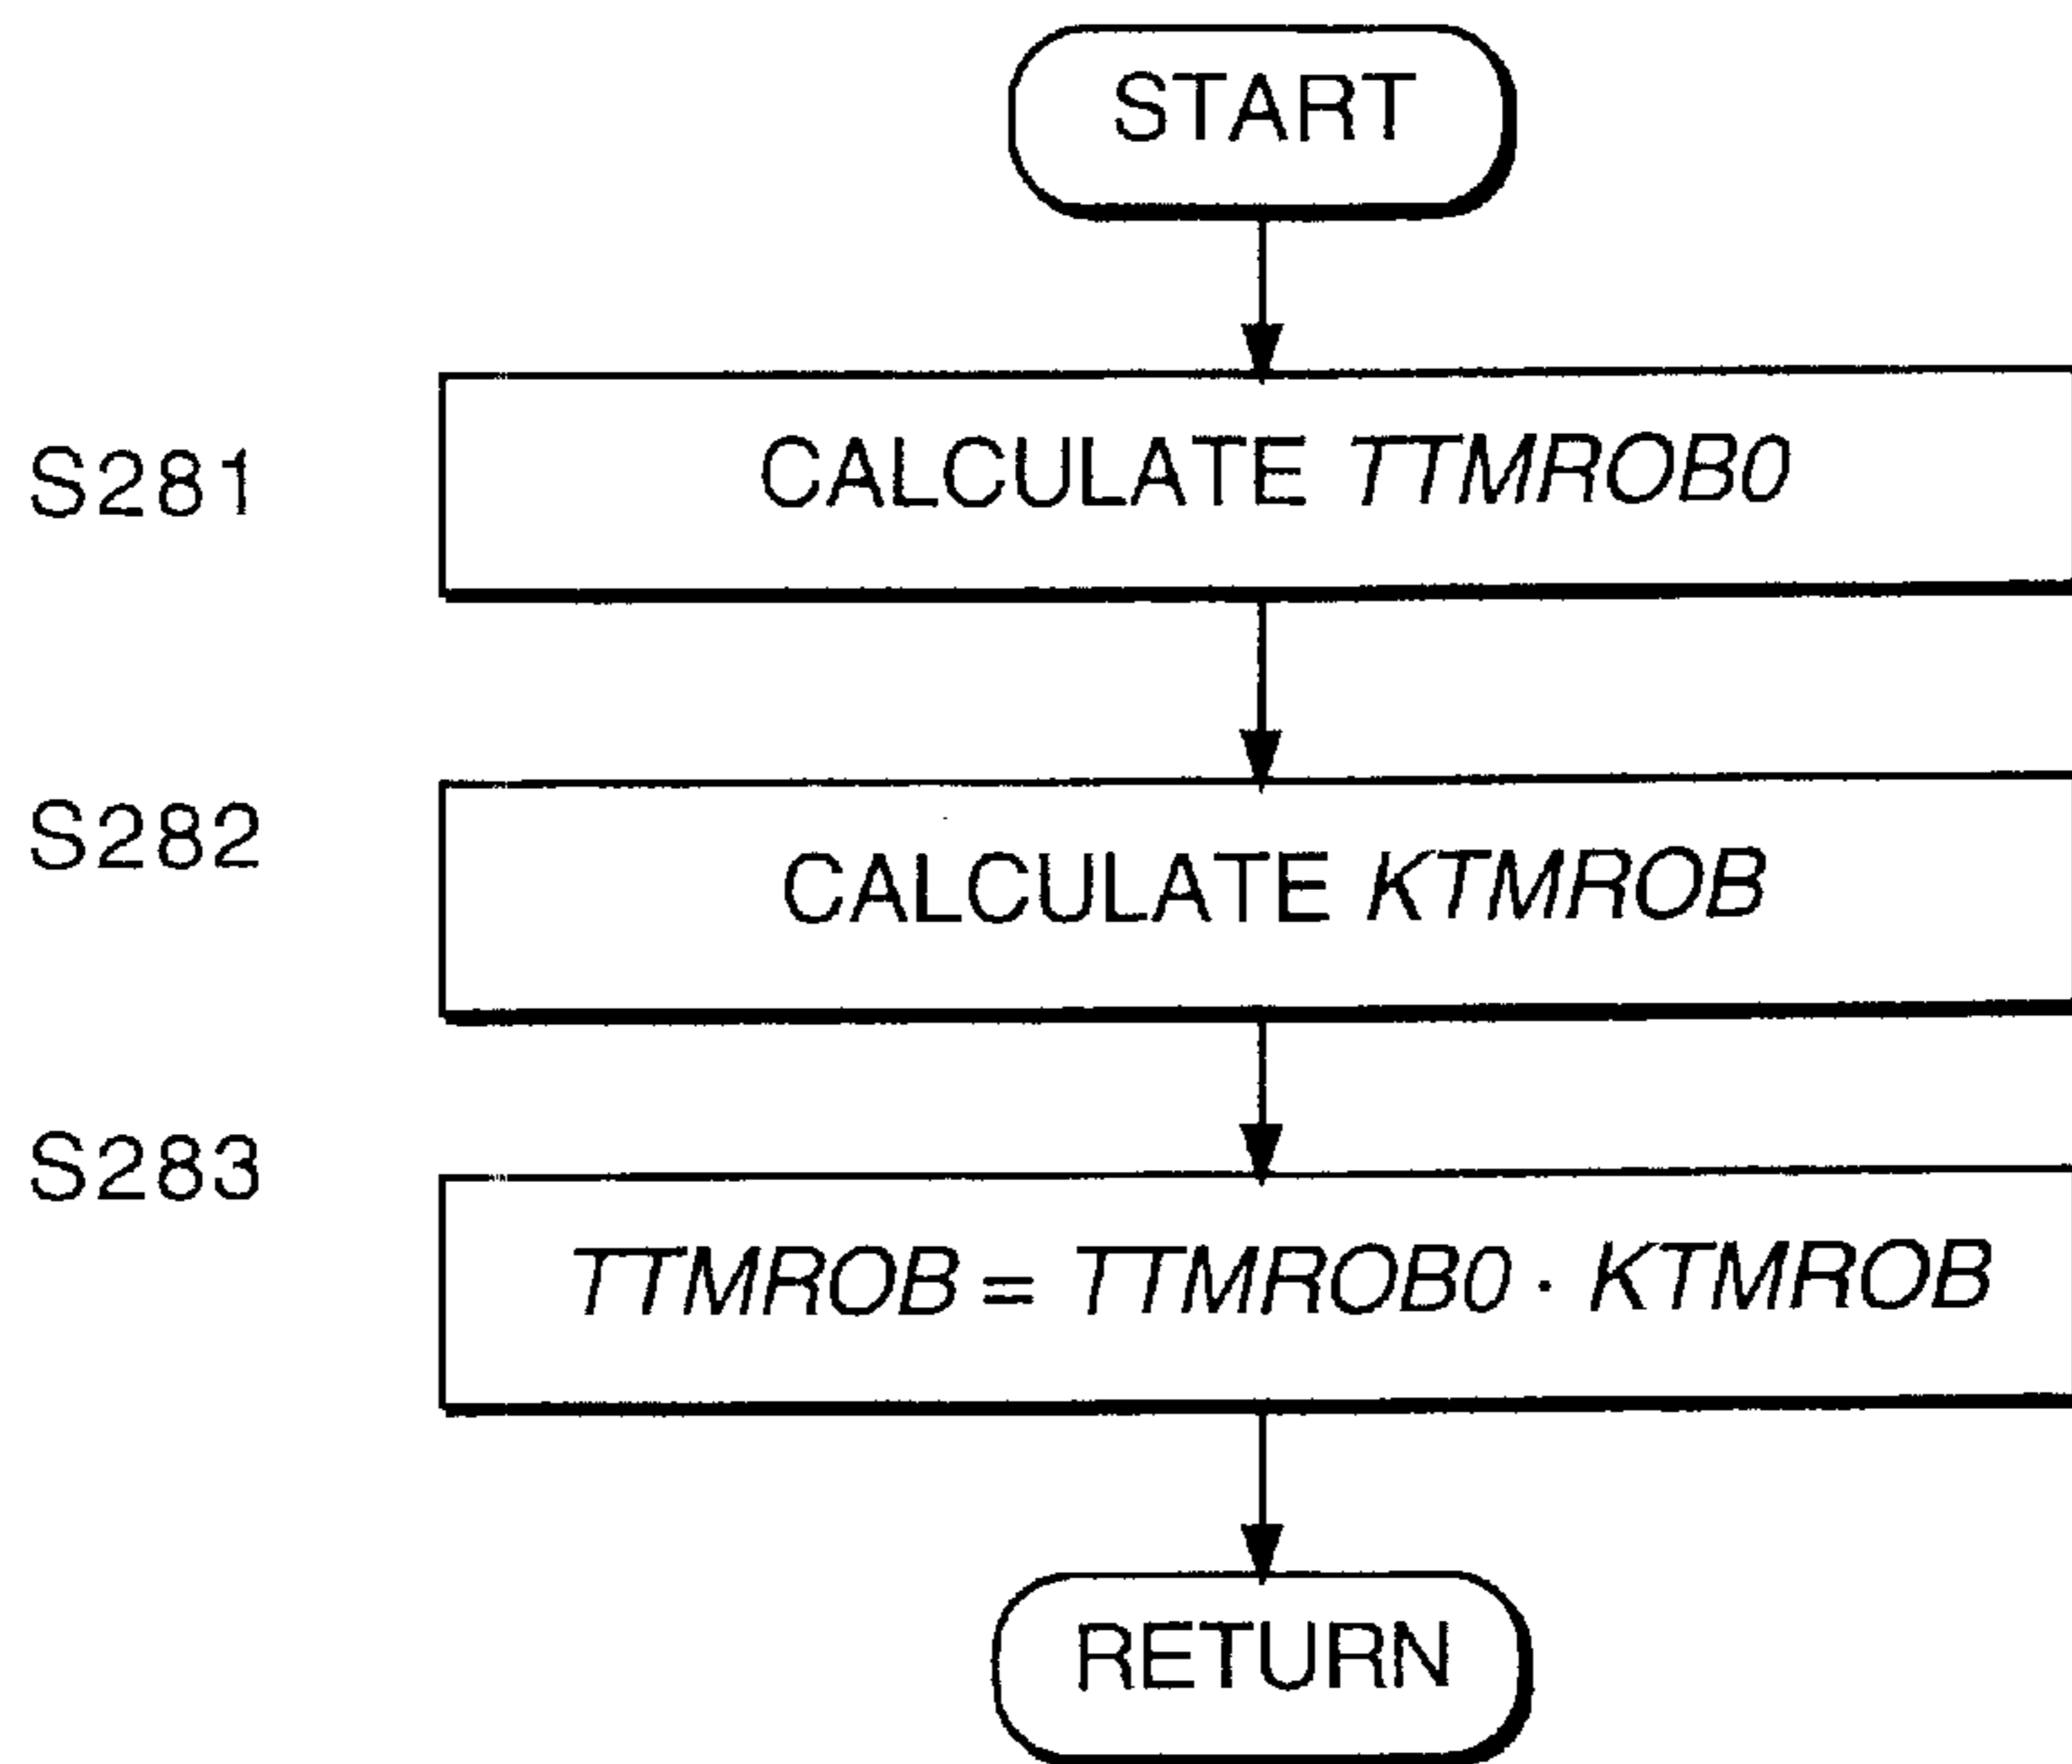 START
S281
CALCULATE TTMROB0
S282
CALCULATE KTMROB
S283
TTMROB = TTMROB0 · KTMROB
RETURN